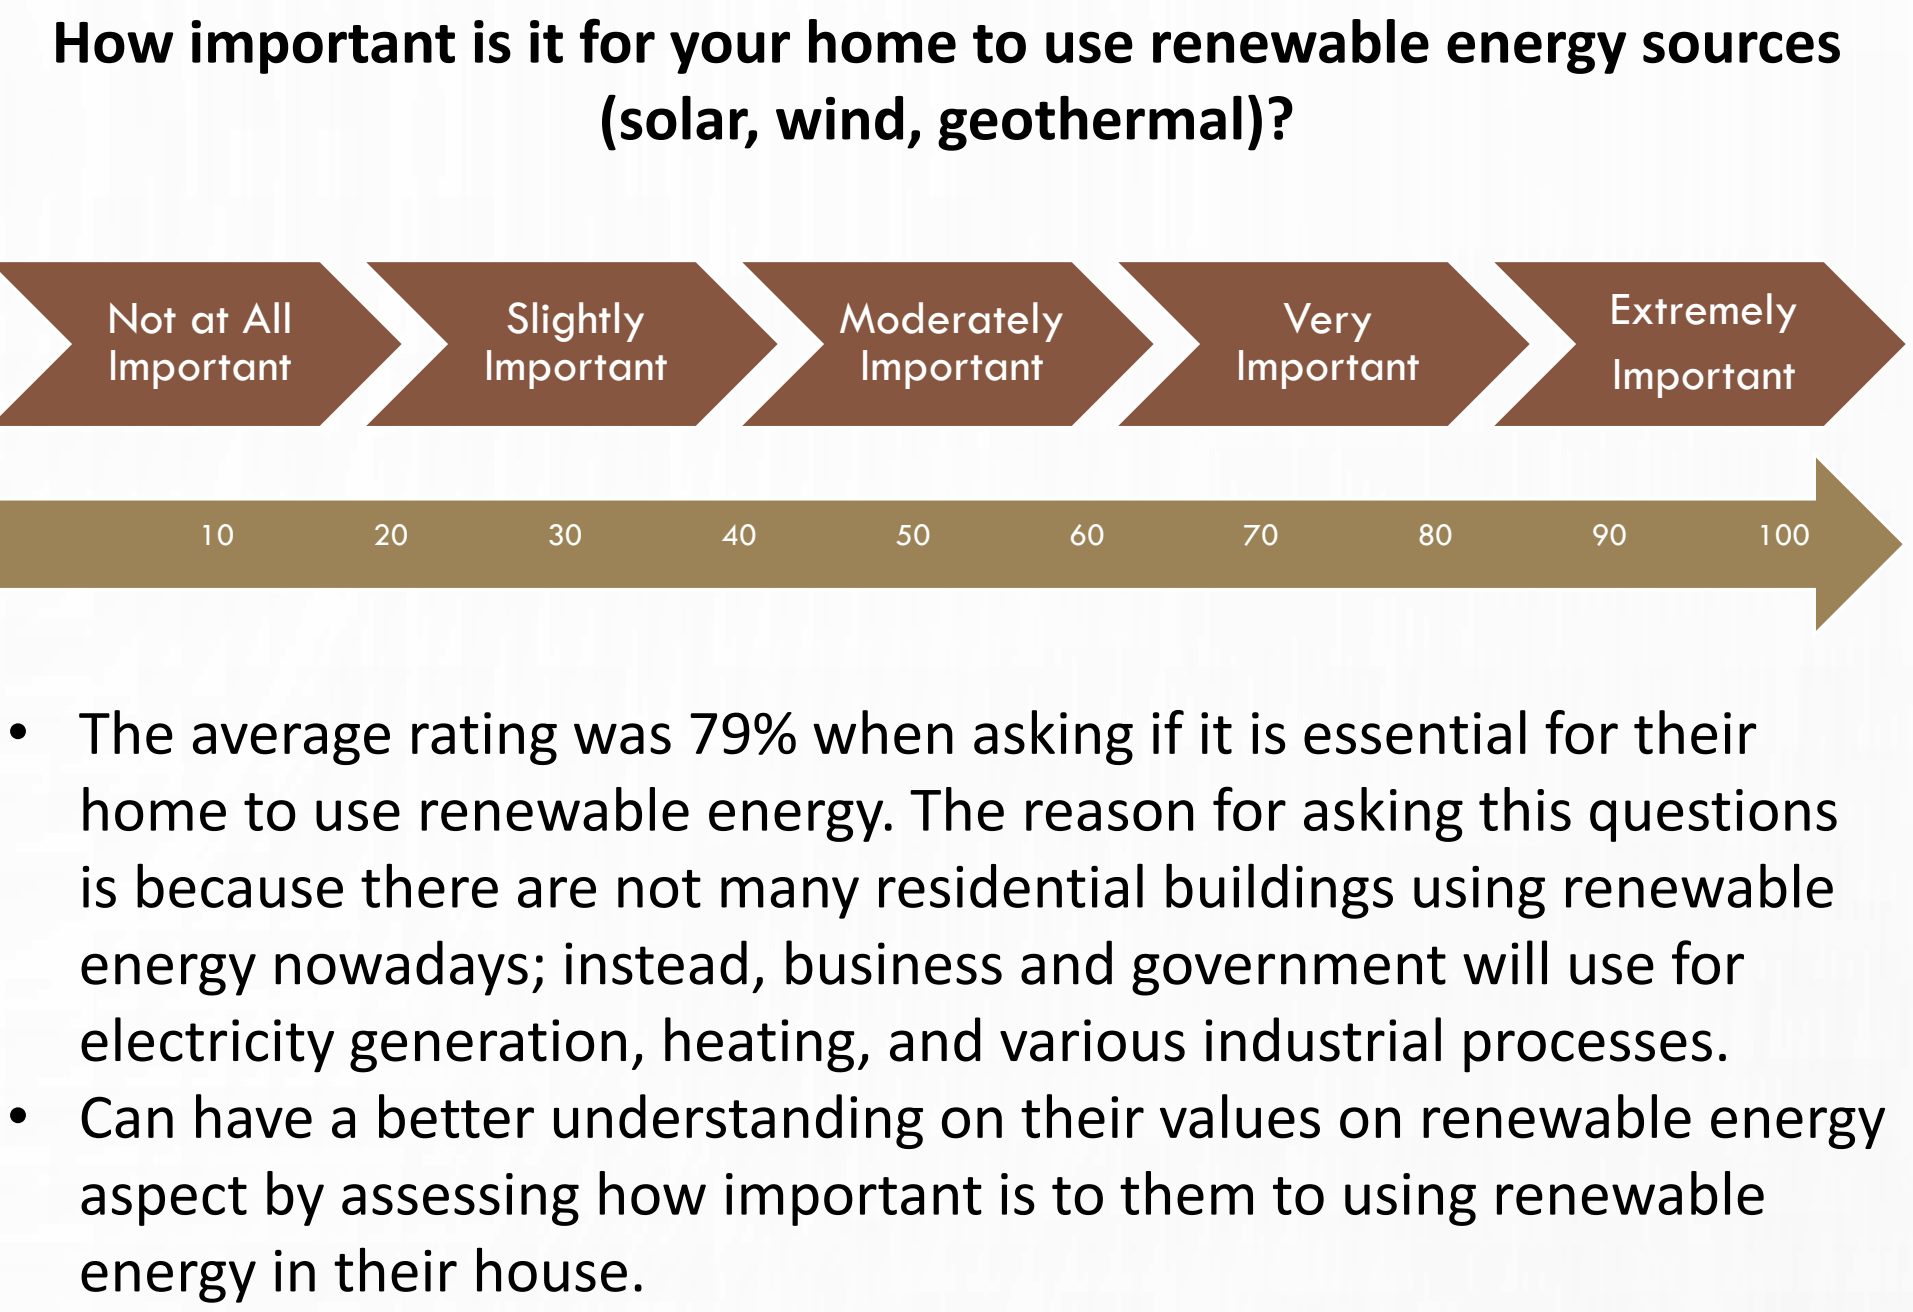 How important is it for your home to use renewable energy sources
(solar, wind, geothermal)?
Not at All
Important
Slightly
Important
Moderately
Important
Very
Important
Extremely
Important
10 20 30 40 50 60 70 80 90 100
• The average rating was 79% when asking if it is essential for their
home to use renewable energy. The reason for asking this questions
is because there are not many residential buildings using renewable
energy nowadays; instead, business and government will use for
electricity generation, heating, and various industrial processes.
• Can have a better understanding on their values on renewable energy
aspect by assessing how important is to them to using renewable
energy in their house.